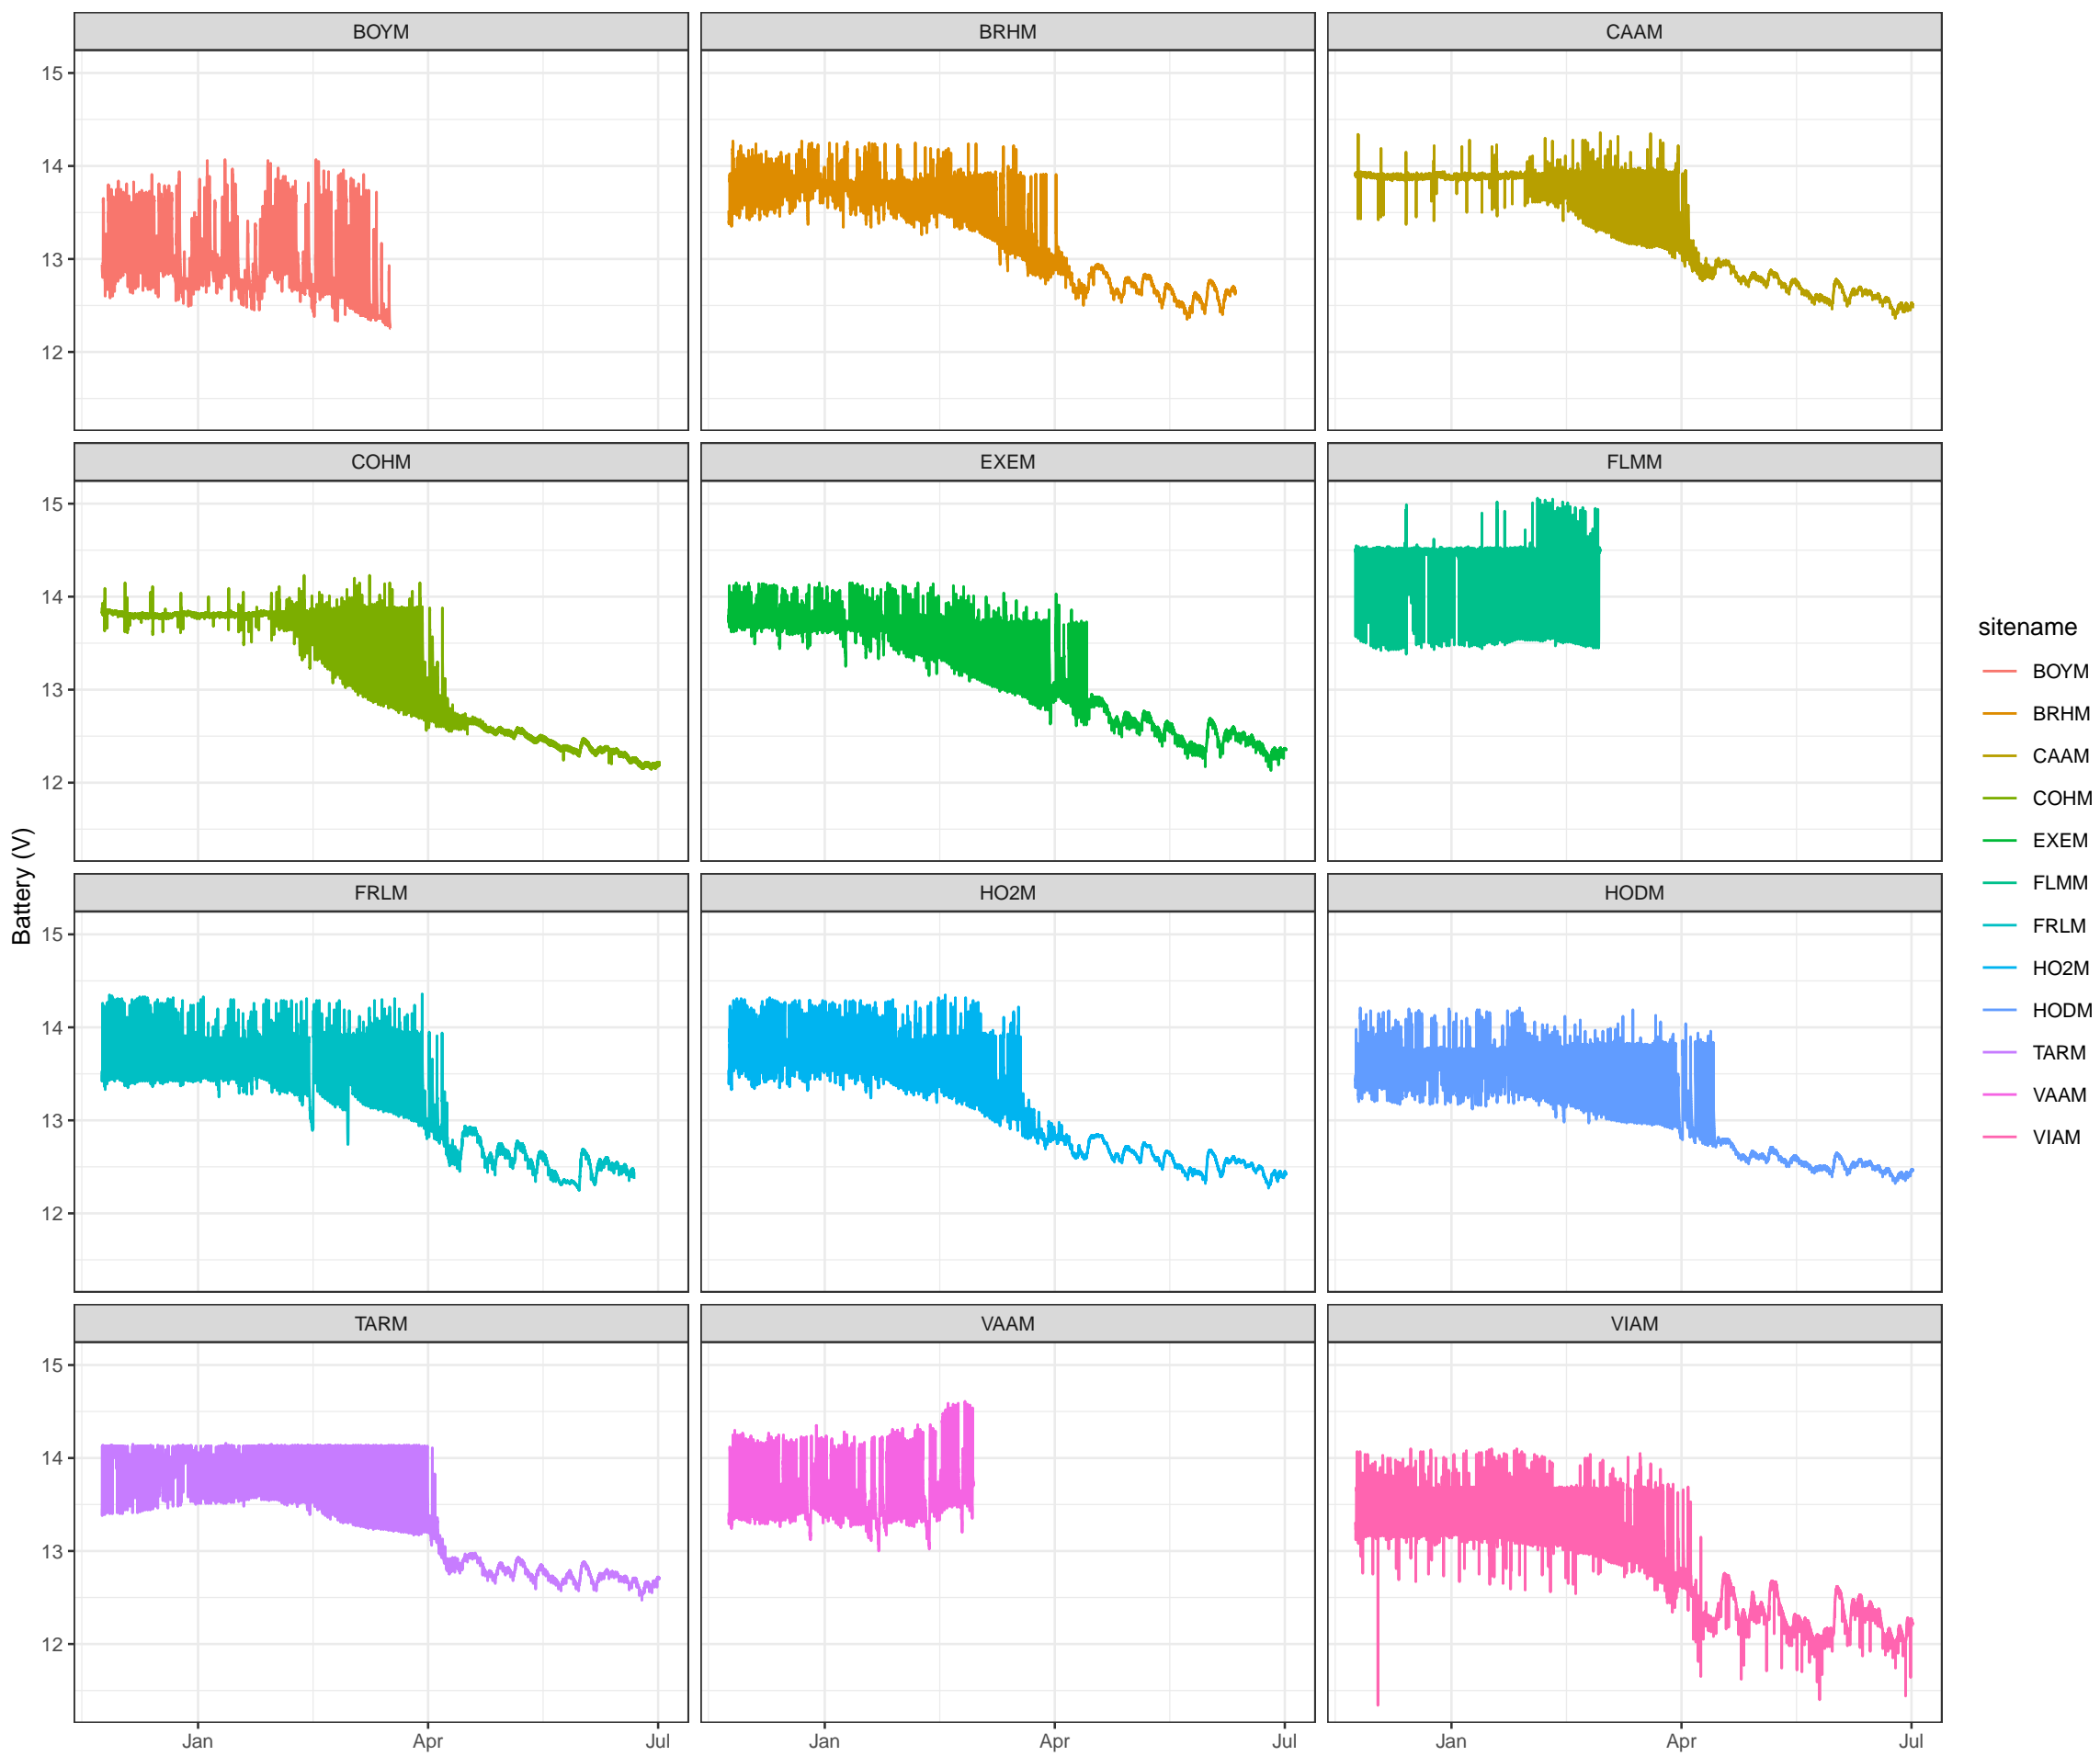 BOYM BRHM CAAM
15
14
13
12
COHM EXEM FLMM
15
14
13
12
FRLM HO2M HODM
15
14
13
12
TARM VAAM VIAM
15
14
13
12
Jan Apr Jul Jan Apr Jul Jan Apr Jul
Battery (V)
sitename
BOYM
BRHM
CAAM
COHM
EXEM
FLMM
FRLM
HO2M
HODM
TARM
VAAM
VIAM